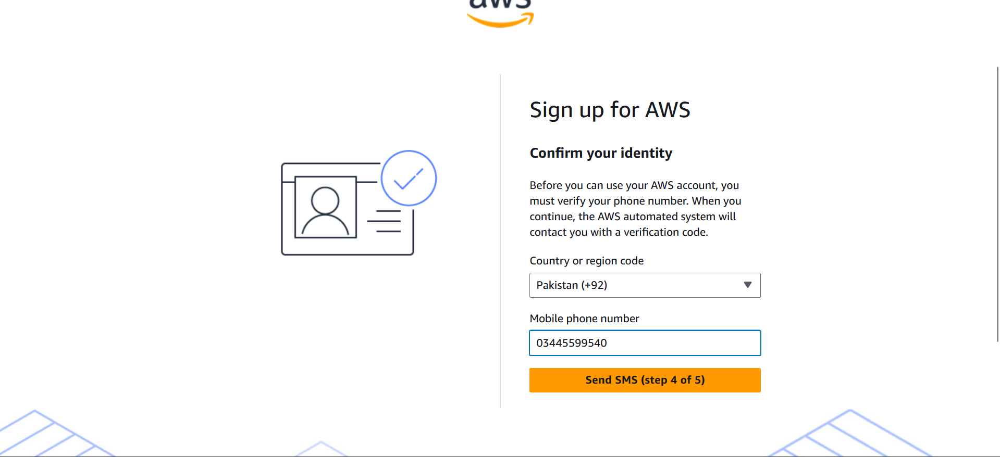 aws
Sign up for AWS
Confirm your identity
Before you can use your AWS account, you
must verify your phone number. When you
continue, the AWS automated system will
contact you with a verification code.
Country or region code
Pakistan (+92)
Mobile phone number
03445599540
Send SMS (step 4 of 5)